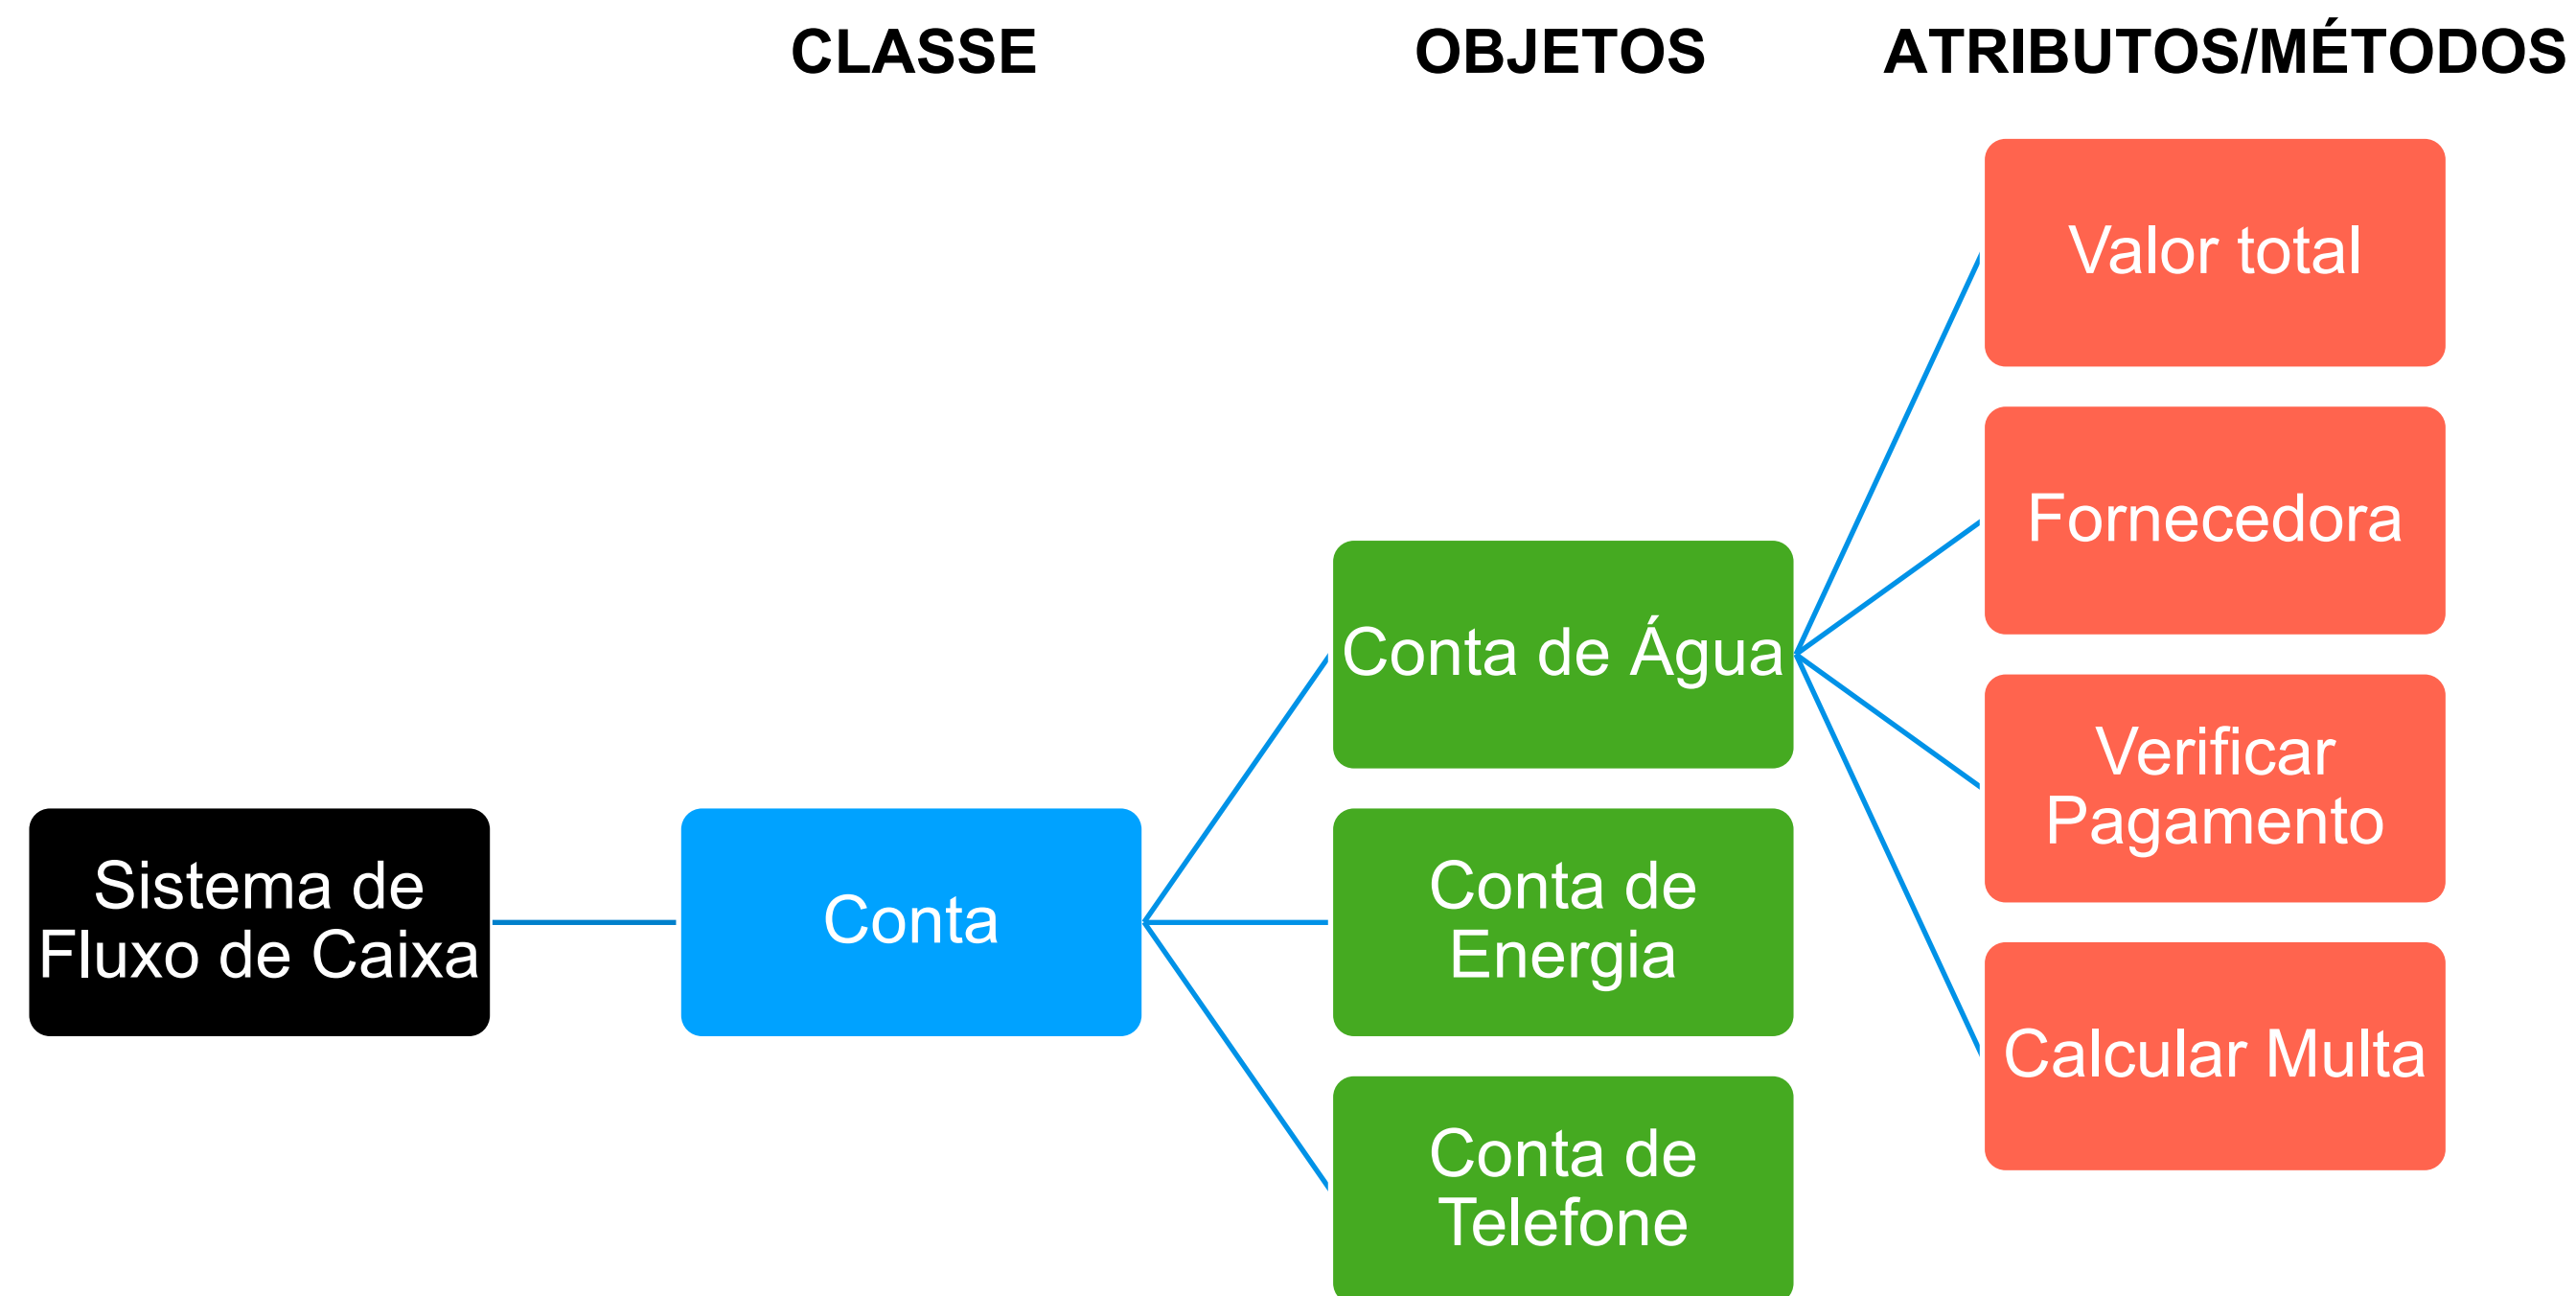 CLASSE
OBJETOS
ATRIBUTOS/MÉTODOS
Sistema de
Fluxo de Caixa
Conta
Conta de Água
Conta de
Energia
Conta de
Telefone
Valor total
Fornecedora
Verificar
Pagamento
Calcular Multa